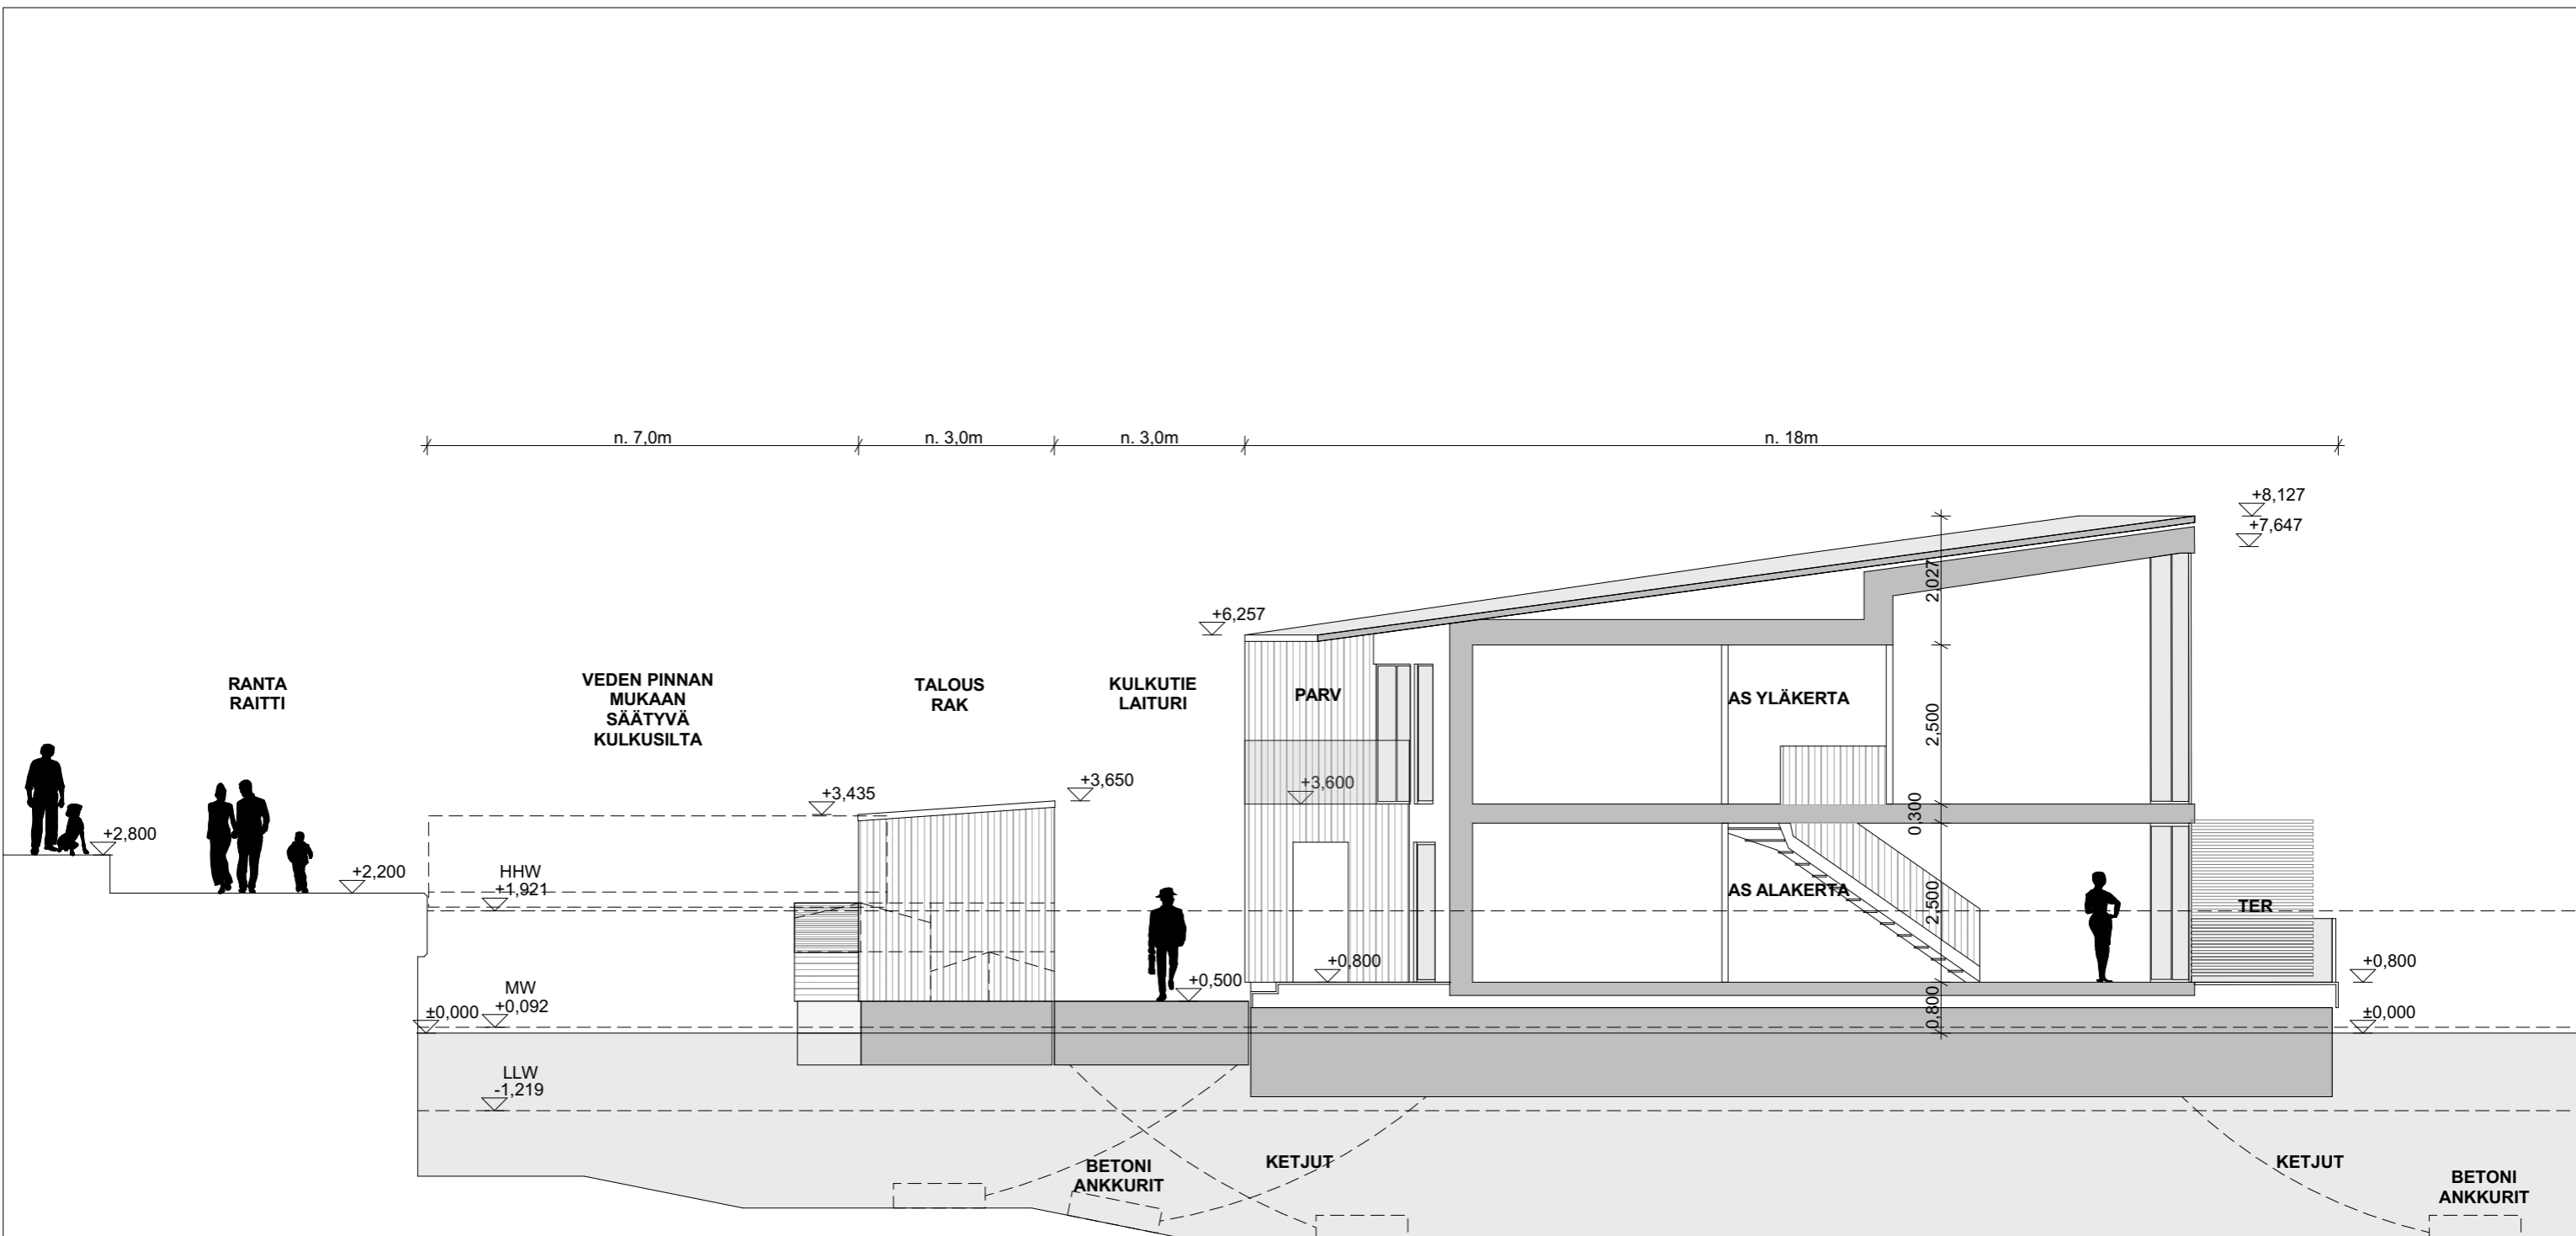 n. 7,0m
n. 3,0m
n. 3,0m
n. 18m
+8,127
+7,647
2,027
+6,257
RANTA
RAITTI
VEDEN PINNAN
MUKAAN
SÄÄTYVÄ
KULKUSILTA
TALOUS
RAK
KULKUTIE
LAITURI
PARV
AS YLÄKERTA
2,500
+3,435
+3,650
+3,600
0,300
+2,800
+2,200
HHW
+1,921
AS ALAKERTA
2,500
TER
+0,800
+0,800
+0,500
MW
+0,092
±0,000
0,800
±0,000
LLW
-1,219
BETONI
ANKKURIT
KETJUT
KETJUT
BETONI
ANKKURIT